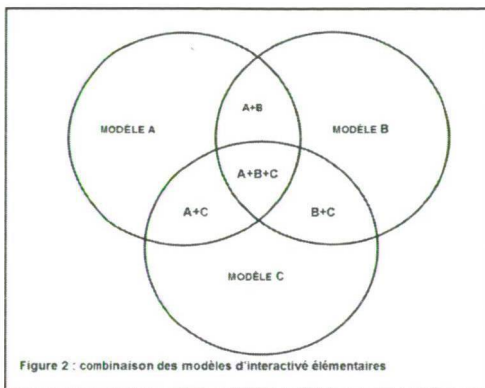 A+B
MODÈLE A
MODÈLE B
A+B+C
A+C
B+C
MODÈLE C
Figure 2 : combinaison des modèles d'interactivé élémentaires